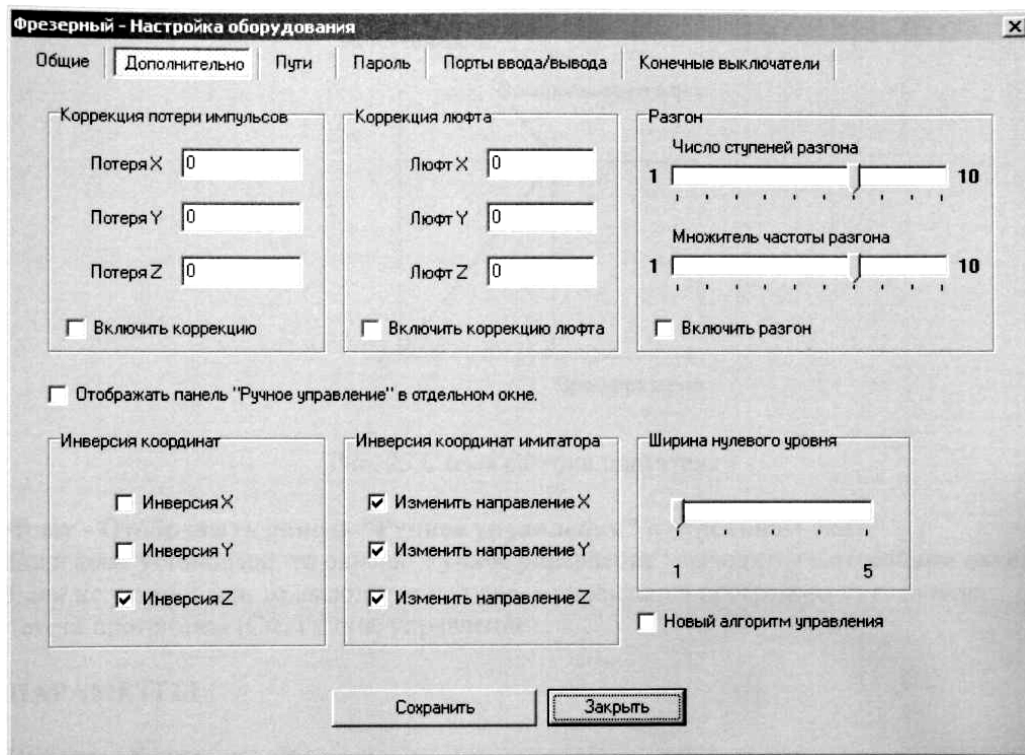 Фрезерный - Настройка оборудования
Общие
Дополнительно
Пути
Пароль
Порты ввода/вывода
Конечные выключатели
Коррекция потери импульсов
Потеря X 0
Потеря Y 0
Потеря Z 0
Включить коррекцию
Коррекция люфта
Люфт X 0
Люфт Y 0
Люфт Z 0
Включить коррекцию люфта
Разгон
Число ступеней разгона
1 10
Множитель частоты разгона
1 10
Включить разгон
Отображать панель "Ручное управление" в отдельном окне.
Инверсия координат
Инверсия X
Инверсия Y
Инверсия Z
Инверсия координат имитатора
Изменить направление X
Изменить направление Y
Изменить направление Z
Ширина нулевого уровня
1 5
Новый алгоритм управления
Сохранить
Закрыть